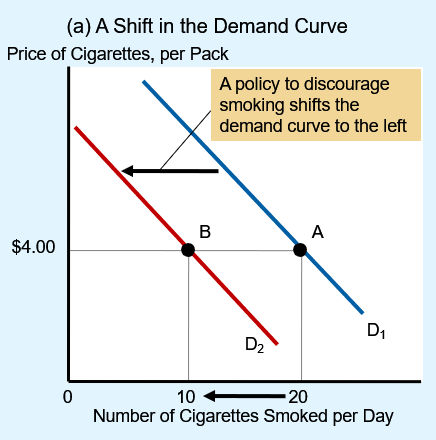 (a) A Shift in the Demand Curve
Price of Cigarettes, per Pack
A policy to discourage
smoking shifts the
demand curve to the left
B
A
$4.00
D₁
D₂
0
10
20
Number of Cigarettes Smoked per Day